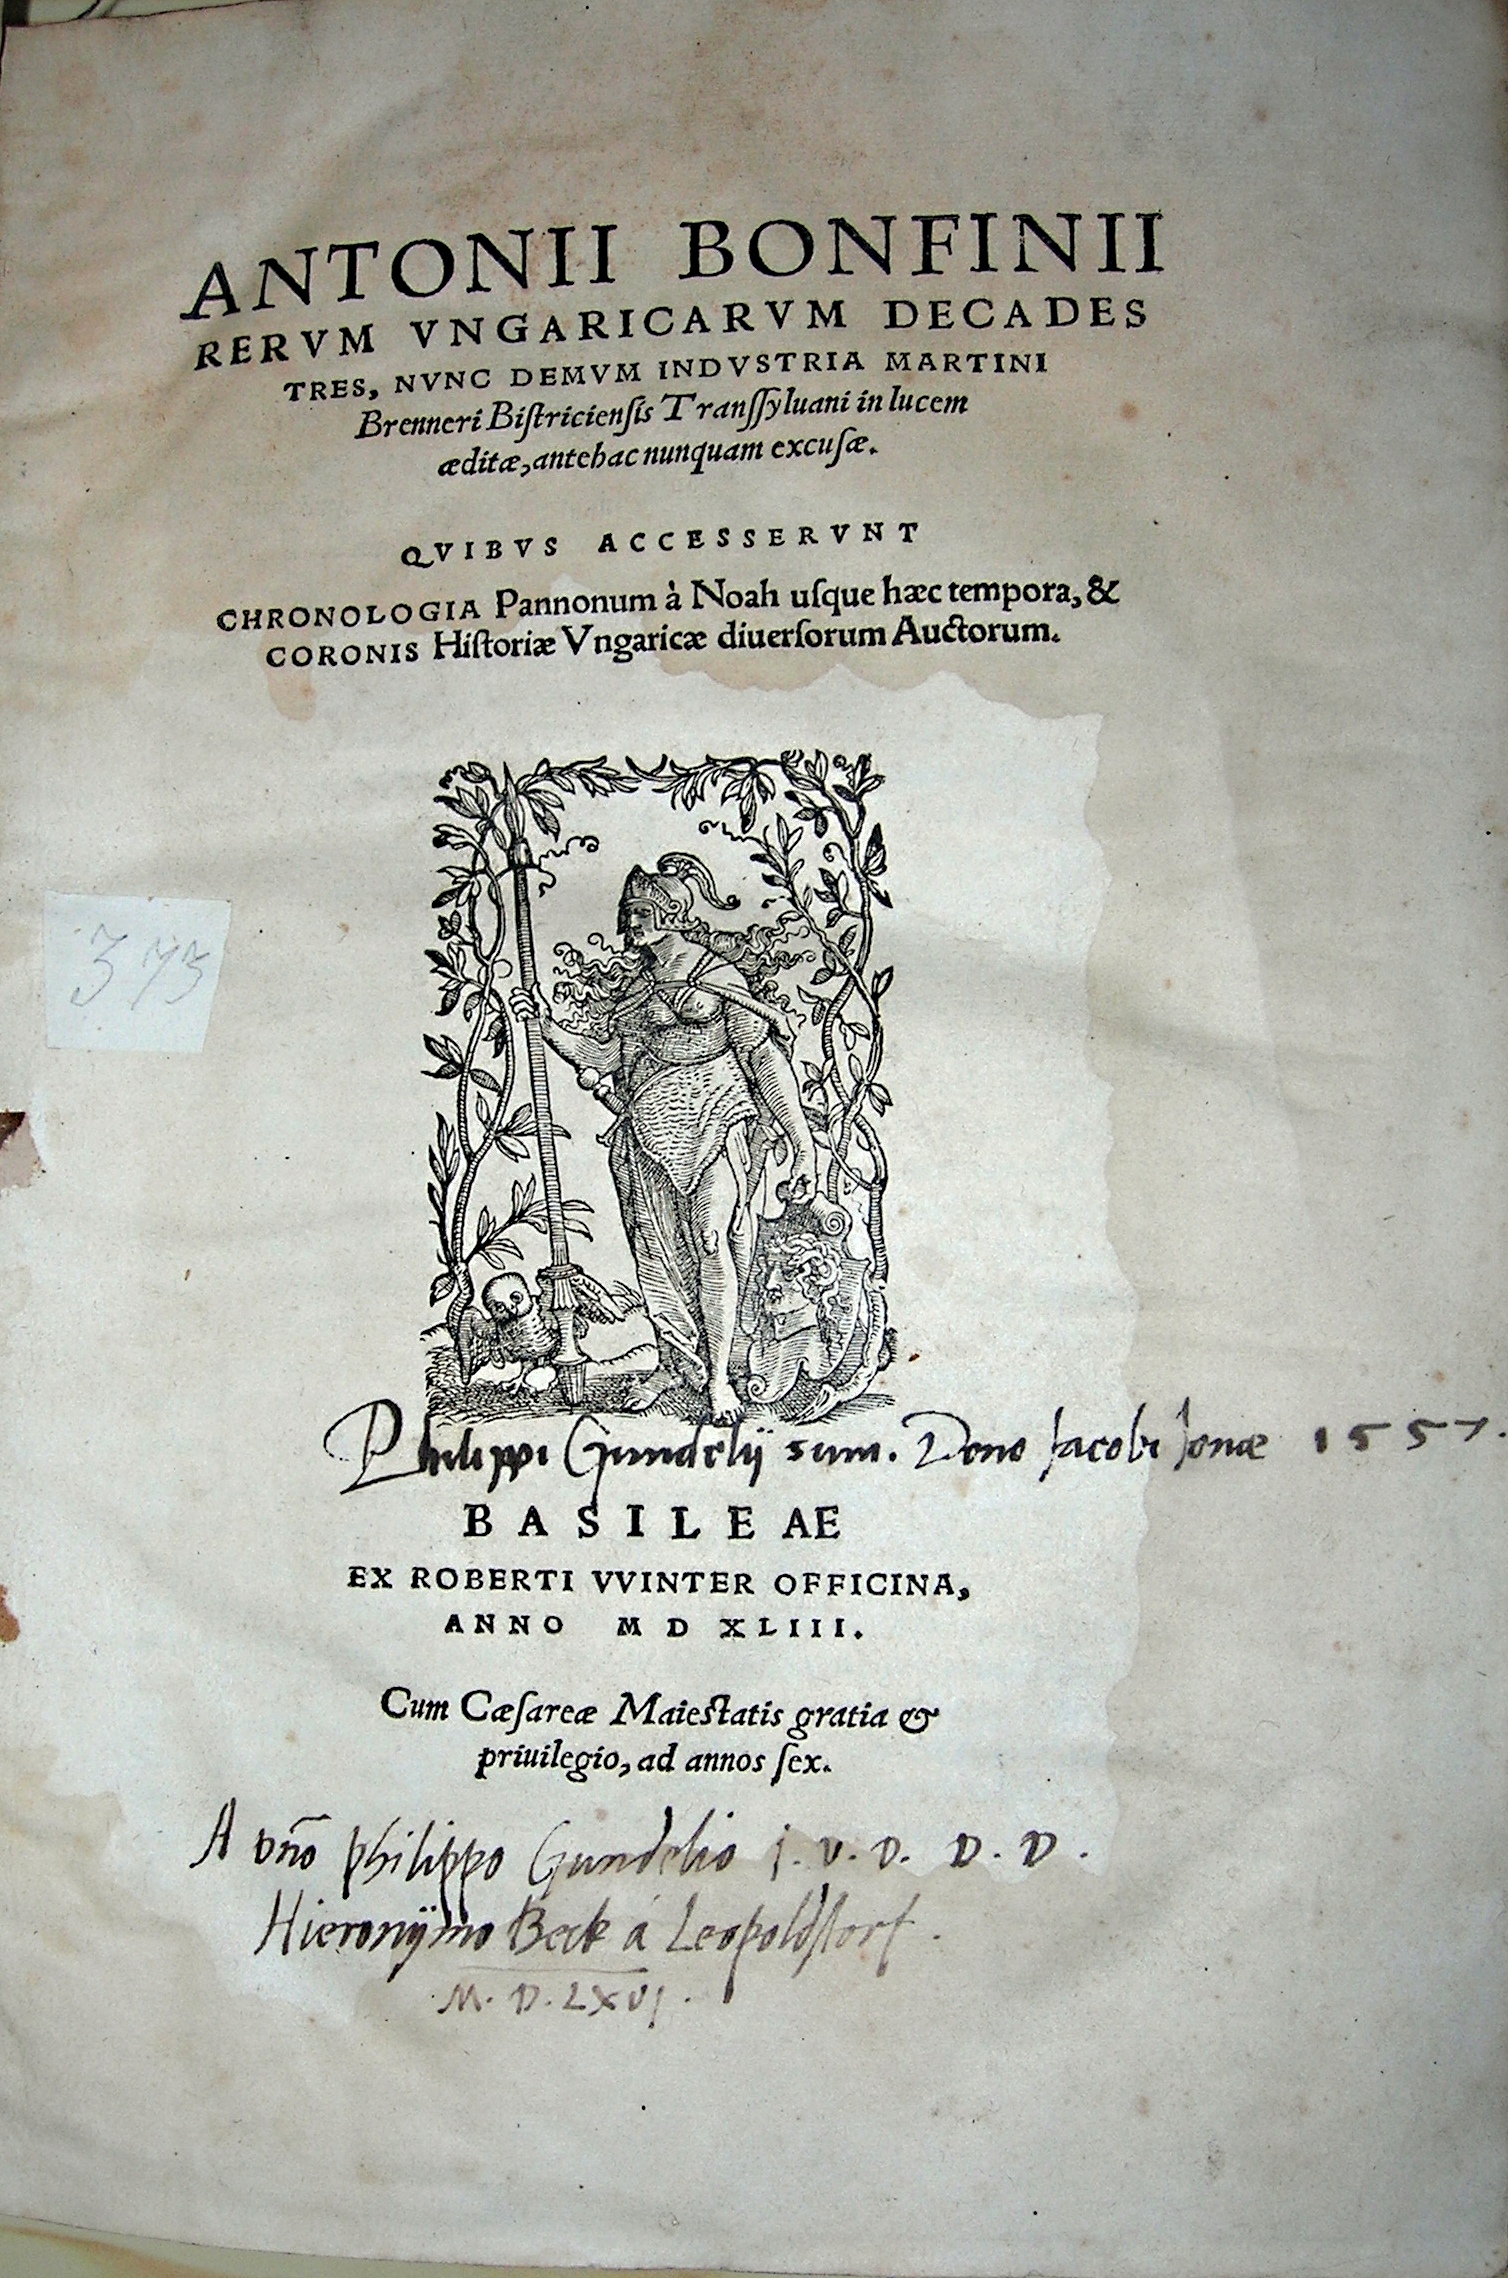 ANTONII BONFINII
RERVM VNGARICARVM DECADES
TRES, NVNC DEMVM INDVSTRIA MARTINI
Brenneri Biſtricienſis Tranſſyluani in lucem
æditæ, antehac nunquam excuſæ.
QVIBVS ACCESSERVNT
CHRONOLOGIA Pannonum à Noah uſque hæc tempora, &
CORONIS Hiſtoriæ Vngaricæ diuerſorum Auctorum.
373
Philippi Gundelij sum. Dono Jacobi Jonæ 1557.
BASILEAE
EX ROBERTI VVINTER OFFICINA,
ANNO M D XLIII.
Cum Cæſareæ Maieſtatis gratia &
priuilegio, ad annos ſex.
A Dño Philippo Gundelio J. V. D. D. D.
Hieronÿmo Beck á Leopoldſtorf.
M. D. LXVI.